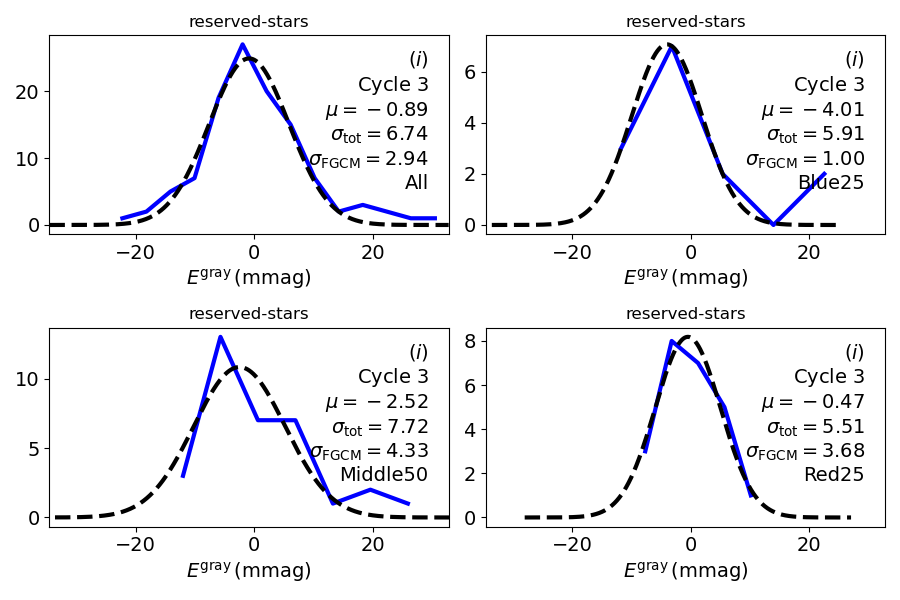 reserved-stars
(i)
Cycle 3
μ = −0.89
σtot = 6.74
σFGCM = 2.94
All
20
10
0
−20 0 20
E^gray (mmag)
reserved-stars
(i)
Cycle 3
μ = −4.01
σtot = 5.91
σFGCM = 1.00
Blue25
6
4
2
0
−20 0 20
E^gray (mmag)
reserved-stars
(i)
Cycle 3
μ = −2.52
σtot = 7.72
σFGCM = 4.33
Middle50
10
5
0
−20 0 20
E^gray (mmag)
reserved-stars
(i)
Cycle 3
μ = −0.47
σtot = 5.51
σFGCM = 3.68
Red25
8
6
4
2
0
−20 0 20
E^gray (mmag)